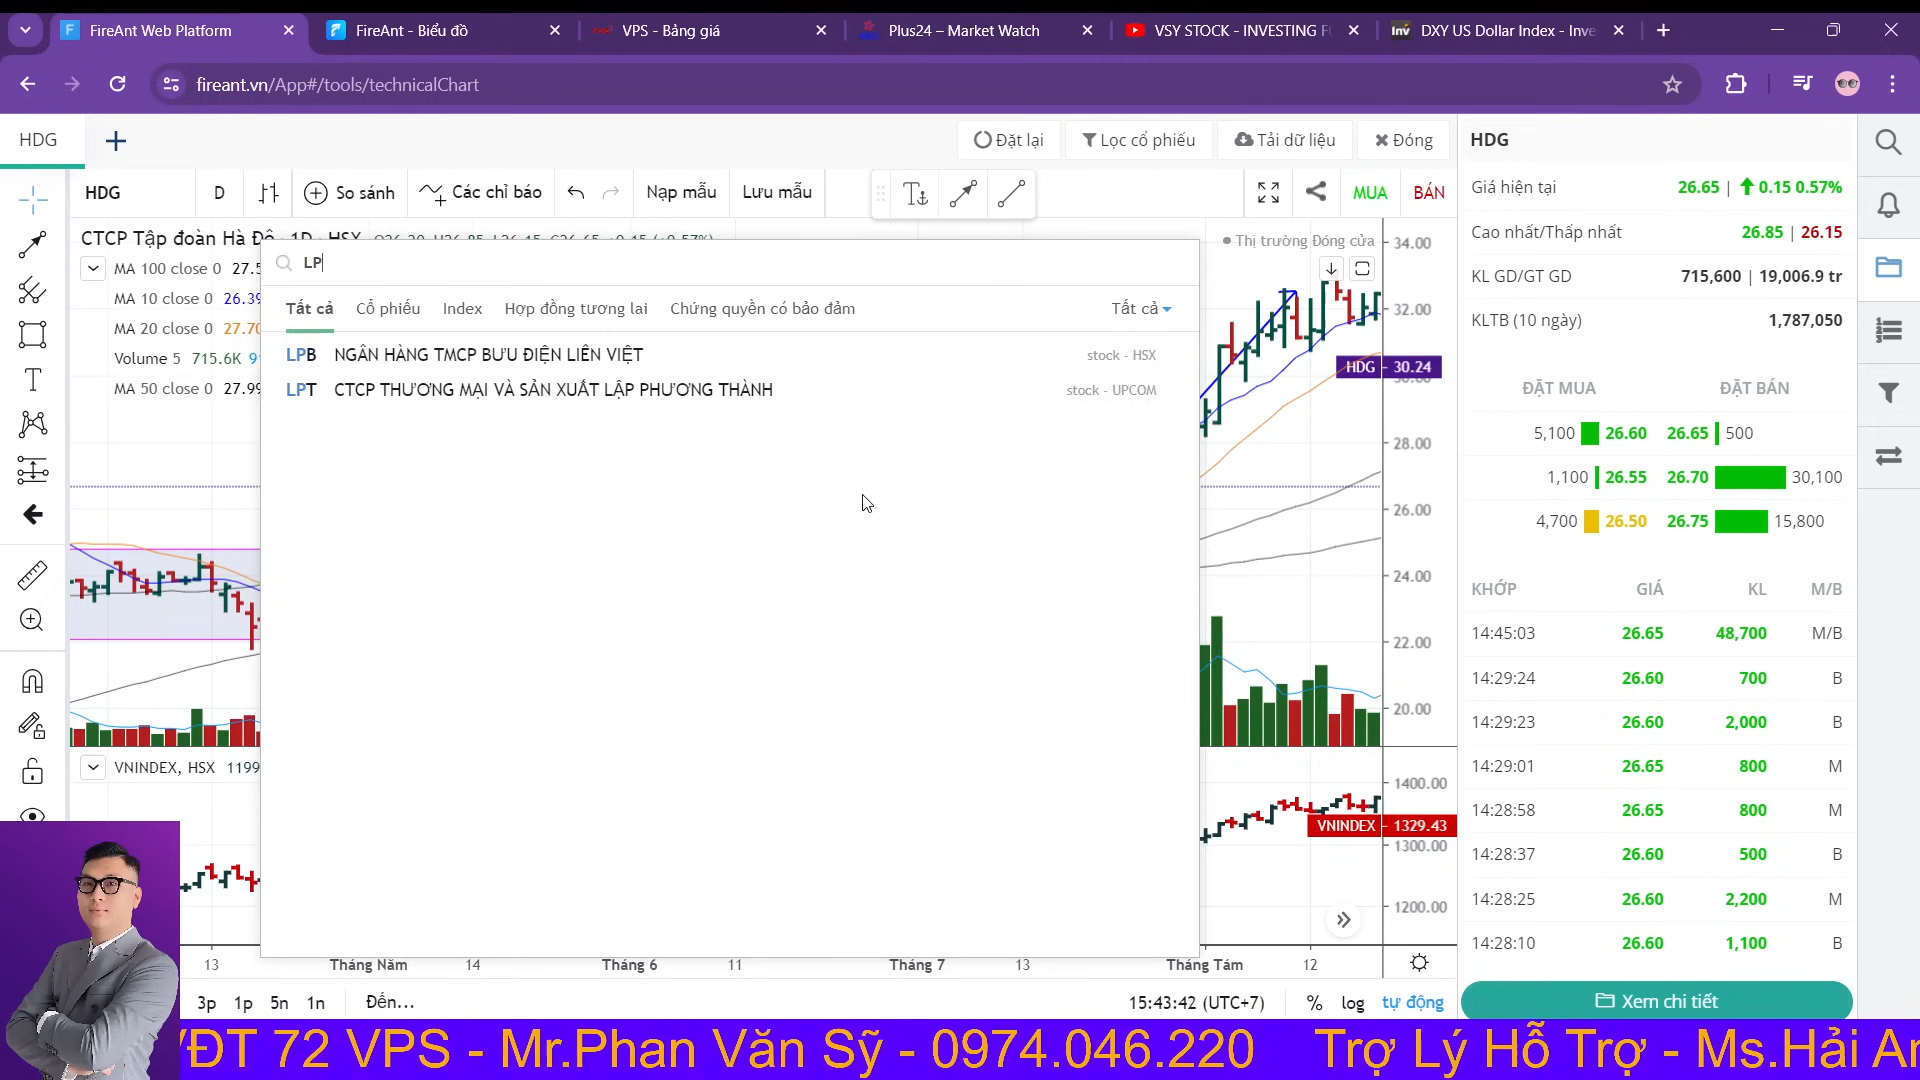 FireAnt Web Platform
FireAnt - Biểu đồ
VPS - Bảng giá
Plus24 – Market Watch
VSY STOCK - INVESTING F
DXY US Dollar Index - Inve
fireant.vn/App#/tools/technicalChart
HDG
Đặt lại
Lọc cổ phiếu
Tải dữ liệu
Đóng
HDG
HDG
D
So sánh
Các chỉ báo
Nạp mẫu
Lưu mẫu
MUA
BÁN
Giá hiện tại
26.65 | 0.15 0.57%
Cao nhất/Thấp nhất
26.85 | 26.15
KL GD/GT GD
715,600 | 19,006.9 tr
KLTB (10 ngày)
1,787,050
CTCP Tập đoàn Hà Đô · 1D · HSX
MA 100 close 0 27.5
MA 10 close 0 26.39
MA 20 close 0 27.70
Volume 5 715.6K
MA 50 close 0 27.99
Thị trường Đóng cửa
LP
Tất cả
Cổ phiếu
Index
Hợp đồng tương lai
Chứng quyền có bảo đảm
Tất cả
LPB NGÂN HÀNG TMCP BƯU ĐIỆN LIÊN VIỆT stock - HSX
LPT CTCP THƯƠNG MẠI VÀ SẢN XUẤT LẬP PHƯƠNG THÀNH stock - UPCOM
34.00
32.00
HDG 30.24
28.00
26.00
24.00
22.00
20.00
VNINDEX, HSX 1199
1400.00
VNINDEX 1329.43
1300.00
1200.00
13
Tháng Năm
14
Tháng 6
11
Tháng 7
13
Tháng Tám
12
3p
1p
5n
1n
Đến...
15:43:42 (UTC+7)
%
log
tự động
ĐẶT MUA
ĐẶT BÁN
5,100 26.60 26.65 500
1,100 26.55 26.70 30,100
4,700 26.50 26.75 15,800
KHỚP GIÁ KL M/B
14:45:03 26.65 48,700 M/B
14:29:24 26.60 700 B
14:29:23 26.60 2,000 B
14:29:01 26.65 800 M
14:28:58 26.65 800 M
14:28:37 26.60 500 B
14:28:25 26.60 2,200 M
14:28:10 26.60 1,100 B
Xem chi tiết
VĐT 72 VPS - Mr.Phan Văn Sỹ - 0974.046.220 Trợ Lý Hỗ Trợ - Ms.Hải An